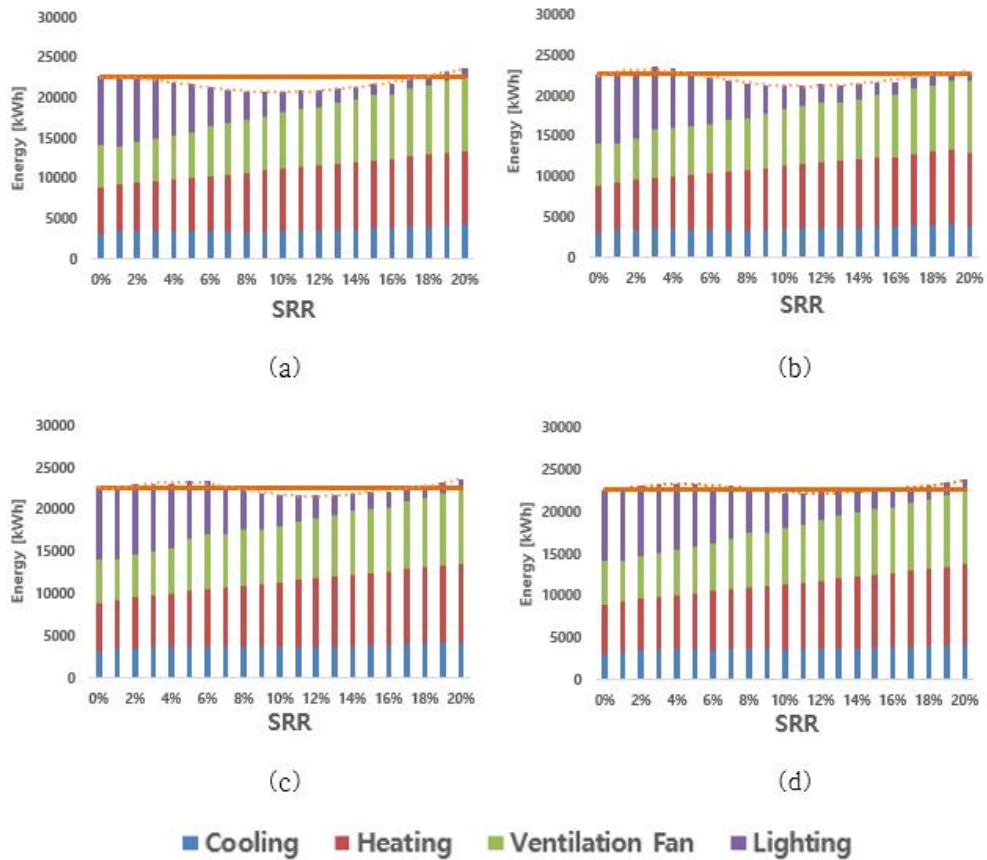 30000
25000
20000
15000
10000
5000
0
Energy [kWh]
0% 2% 4% 6% 8% 10% 12% 14% 16% 18% 20%
SRR
(a)
30000
25000
20000
15000
10000
5000
0
Energy [kWh]
0% 2% 4% 6% 8% 10% 12% 14% 16% 18% 20%
SRR
(b)
30000
25000
20000
15000
10000
5000
0
Energy [kWh]
0% 2% 4% 6% 8% 10% 12% 14% 16% 18% 20%
SRR
(c)
30000
25000
20000
15000
10000
5000
0
Energy [kWh]
0% 2% 4% 6% 8% 10% 12% 14% 16% 18% 20%
SRR
(d)
Cooling Heating Ventilation Fan Lighting